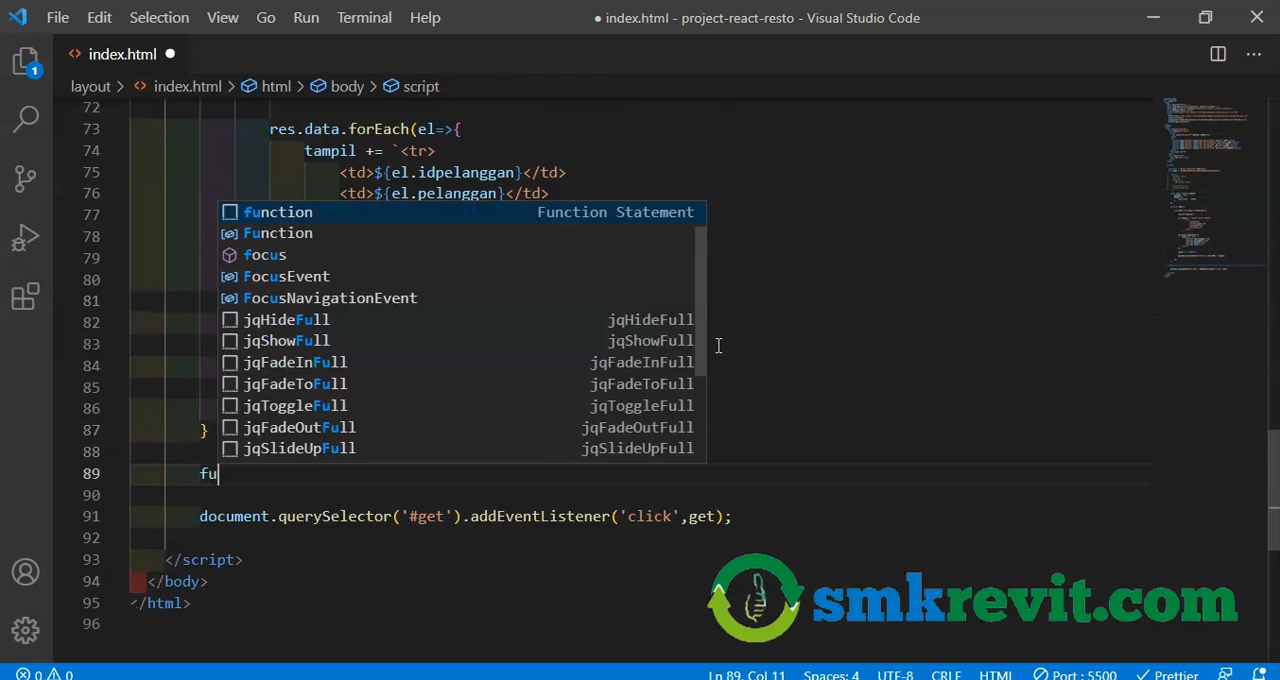 File Edit Selection View Go Run Terminal Help ● index.html - project-react-resto - Visual Studio Code
index.html
layout > index.html > html > body > script
1
72
73 res.data.forEach(el=>{
74 tampil += `<tr>
75 <td>${el.idpelanggan}</td>
76 <td>${el.pelanggan}</td>
77 function Function Statement
78 Function
79 focus
80 FocusEvent
81 FocusNavigationEvent
82 jqHideFull jqHideFull
83 jqShowFull jqShowFull
84 jqFadeInFull jqFadeInFull
85 jqFadeToFull jqFadeToFull
86 jqToggleFull jqToggleFull
87 } jqFadeOutFull jqFadeOutFull
88 jqSlideUpFull jqSlideUpFull
89 fu
90
91 document.querySelector('#get').addEventListener('click',get);
92
93 </script>
94 </body>
95 </html>
96
smkrevit.com
0 0 Ln 89, Col 11 Spaces: 4 UTF-8 CRLF HTML Port : 5500 Prettier